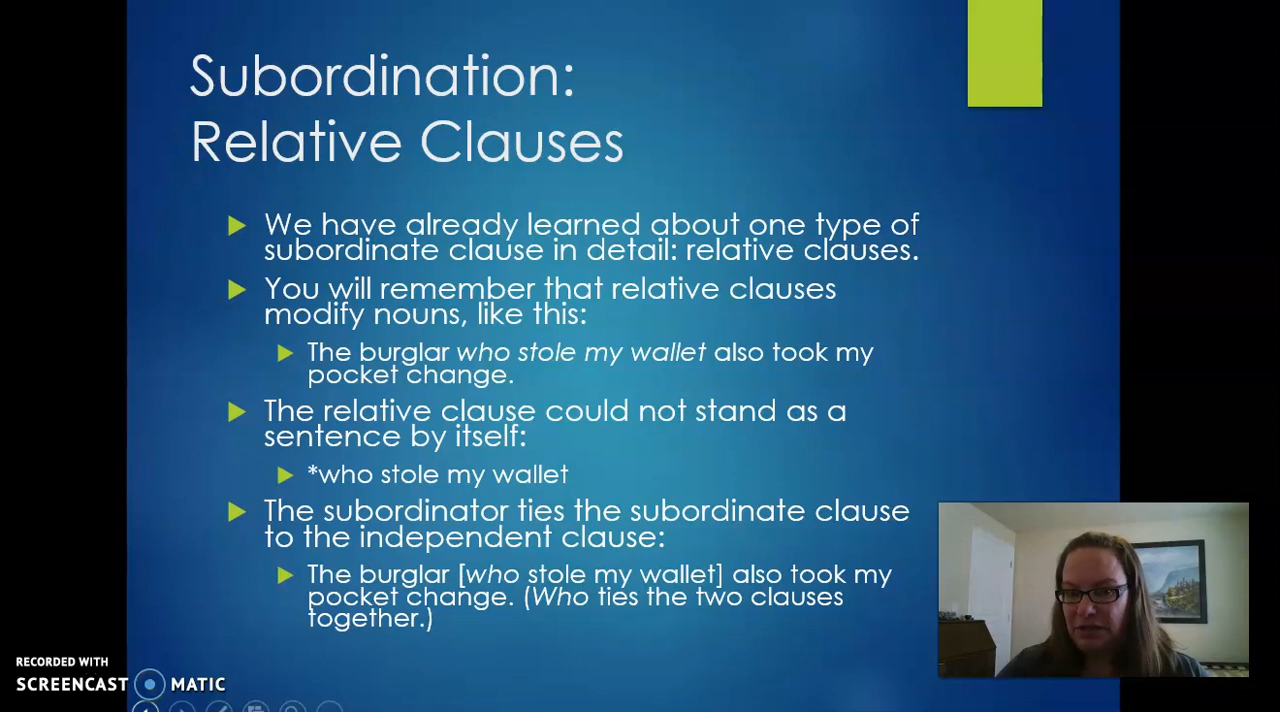 Subordination:
Relative Clauses
We have already learned about one type of
subordinate clause in detail: relative clauses.
You will remember that relative clauses
modify nouns, like this:
The burglar who stole my wallet also took my
pocket change.
The relative clause could not stand as a
sentence by itself:
*who stole my wallet
The subordinator ties the subordinate clause
to the independent clause:
The burglar [who stole my wallet] also took my
pocket change. (Who ties the two clauses
together.)
RECORDED WITH
SCREENCAST MATIC